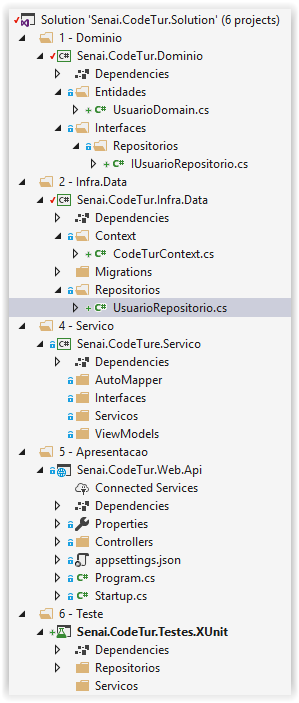 Solution 'Senai.CodeTur.Solution' (6 projects)
1 - Dominio
Senai.CodeTur.Dominio
Dependencies
Entidades
UsuarioDomain.cs
Interfaces
Repositorios
IUsuarioRepositorio.cs
2 - Infra.Data
Senai.CodeTur.Infra.Data
Dependencies
Context
CodeTurContext.cs
Migrations
Repositorios
UsuarioRepositorio.cs
4 - Servico
Senai.CodeTure.Servico
Dependencies
AutoMapper
Interfaces
Servicos
ViewModels
5 - Apresentacao
Senai.CodeTur.Web.Api
Connected Services
Dependencies
Properties
Controllers
appsettings.json
Program.cs
Startup.cs
6 - Teste
Senai.CodeTur.Testes.XUnit
Dependencies
Repositorios
Servicos